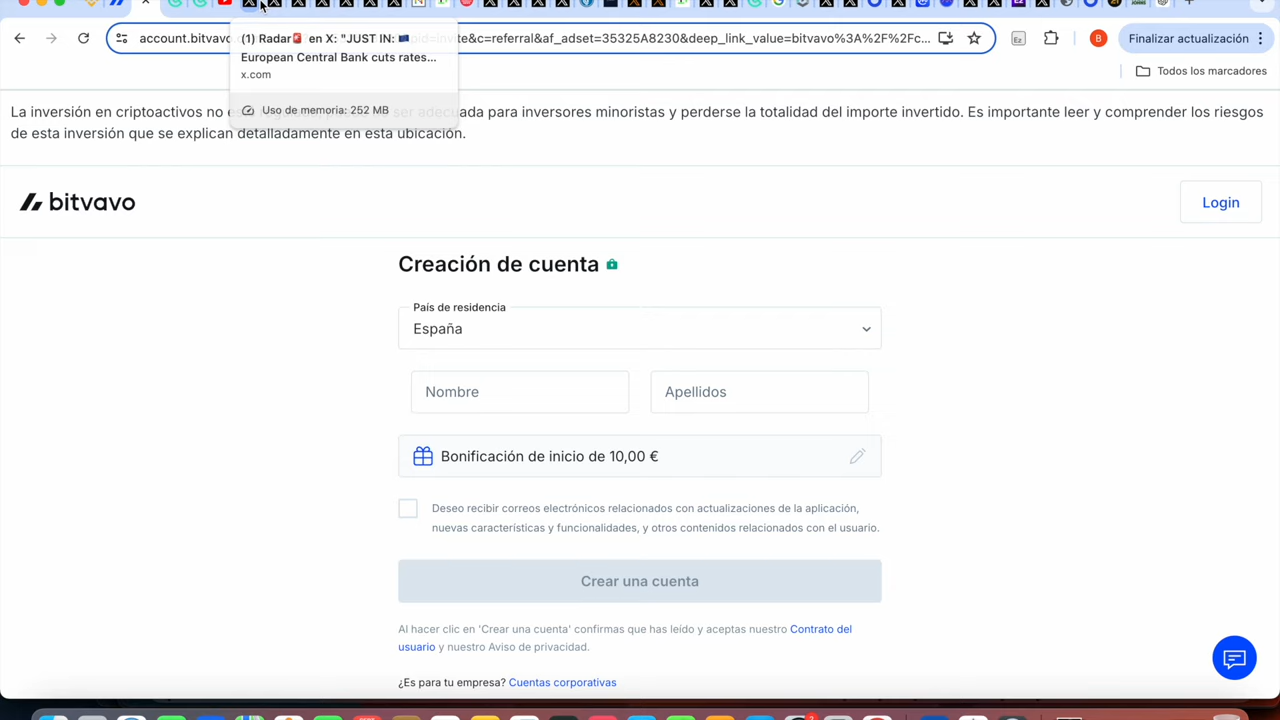 account.bitvavo.
pid=invite&c=referral&af_adset=35325A8230&deep_link_value=bitvavo%3A%2F%2Fc...
Finalizar actualización
B
(1) Radar🚨 en X: "JUST IN: 🇪🇺
European Central Bank cuts rates...
x.com
Uso de memoria: 252 MB
Todos los marcadores
La inversión en criptoactivos no es para inversores minoristas y perderse la totalidad del importe invertido. Es importante leer y comprender los riesgos
de esta inversión que se explican detalladamente en esta ubicación.
bitvavo
Login
Creación de cuenta
País de residencia
España
Nombre
Apellidos
Bonificación de inicio de 10,00 €
Deseo recibir correos electrónicos relacionados con actualizaciones de la aplicación,
nuevas características y funcionalidades, y otros contenidos relacionados con el usuario.
Crear una cuenta
Al hacer clic en 'Crear una cuenta' confirmas que has leído y aceptas nuestro Contrato del
usuario y nuestro Aviso de privacidad.
¿Es para tu empresa? Cuentas corporativas